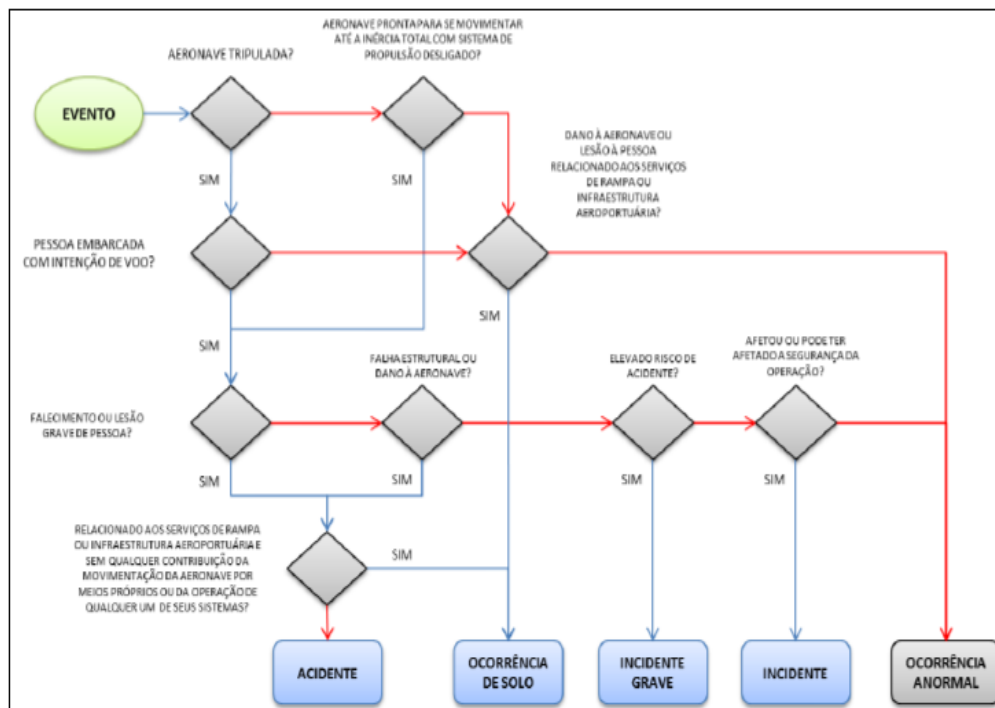 AERONAVE TRIPULADA?
AERONAVE PRONTA PARA SE MOVIMENTAR
ATÉ A INÉRCIA TOTAL COM SISTEMA DE
PROPULSÃO DESLIGADO?
EVENTO
SIM
SIM
DANO À AERONAVE OU
LESÃO À PESSOA
RELACIONADO AOS SERVIÇOS
DE RAMPA OU
INFRAESTRUTURA
AEROPORTUÁRIA?
PESSOA EMBARCADA
COM INTENÇÃO DE VOO?
SIM
SIM
FALHA ESTRUTURAL OU
DANO À AERONAVE?
ELEVADO RISCO DE
ACIDENTE?
AFETOU OU PODE TER
AFETADO A SEGURANÇA DA
OPERAÇÃO?
FALECIMENTO OU LESÃO
GRAVE DE PESSOA?
SIM
SIM
SIM
SIM
RELACIONADO AOS SERVIÇOS DE RAMPA
OU INFRAESTRUTURA AEROPORTUÁRIA E
SEM QUALQUER CONTRIBUIÇÃO DA
MOVIMENTAÇÃO DA AERONAVE POR
MEIOS PRÓPRIOS OU DA OPERAÇÃO DE
QUALQUER UM DE SEUS SISTEMAS?
SIM
ACIDENTE
OCORRÊNCIA
DE SOLO
INCIDENTE
GRAVE
INCIDENTE
OCORRÊNCIA
ANORMAL